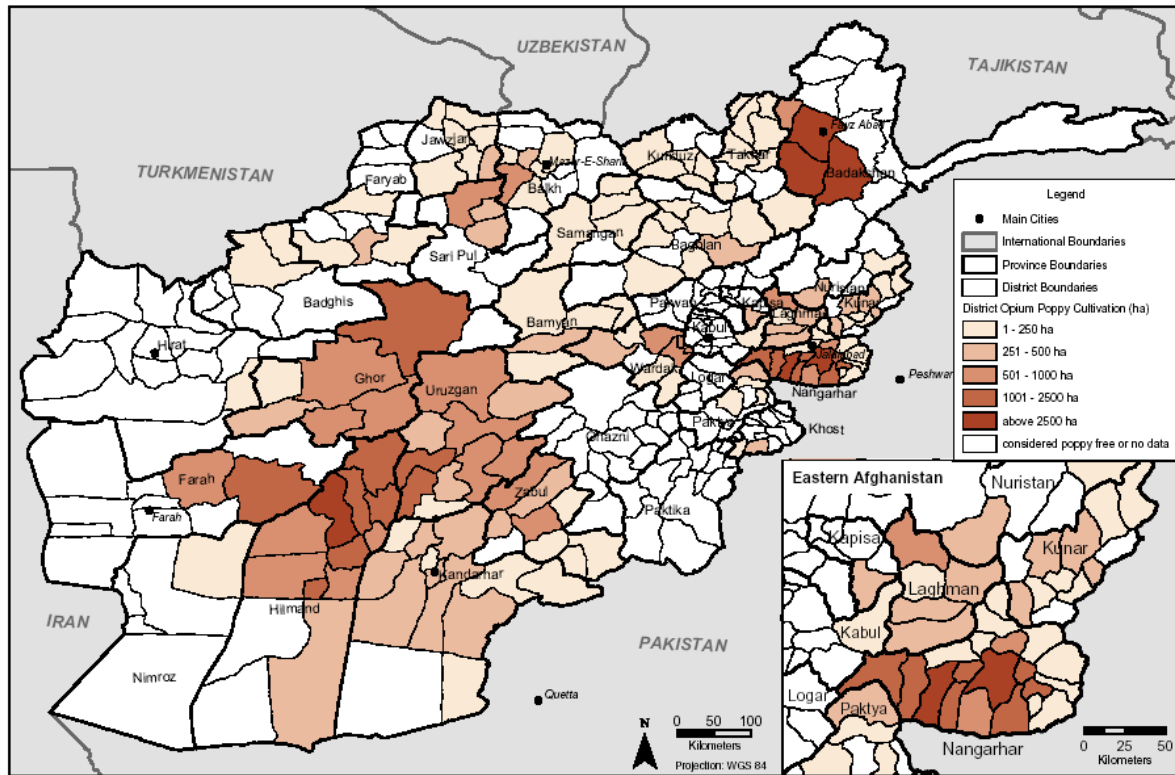 UZBEKISTAN
TAJIKISTAN
TURKMENISTAN
Jawzjan
Mazar-E-Sharif
Kunduz
Takhar
Fayz Abad
Badakshan
Faryab
Balkh
Samangan
Baghlan
Sari Pul
Badghis
Bamyan
Parwan
Kapisa
Nuristan
Kunar
Laghman
Kabul
Jalalabad
Hirat
Ghor
Uruzgan
Wardak
Logar
Nangarhar
Peshwar
Paktya
Khost
Ghazni
Farah
Farah
Zabul
Paktika
Kandarhar
Hilmand
IRAN
Nimroz
PAKISTAN
Quetta
N
0 50 100
Kilometers
Projection: WGS 84
Legend
Main Cities
International Boundaries
Province Boundaries
District Boundaries
District Opium Poppy Cultivation (ha)
1 - 250 ha
251 - 500 ha
501 - 1000 ha
1001 - 2500 ha
above 2500 ha
considered poppy free or no data
Eastern Afghanistan
Nuristan
Kapisa
Kunar
Laghman
Kabul
Logar
Paktya
Nangarhar
0 25 50
Kilometers